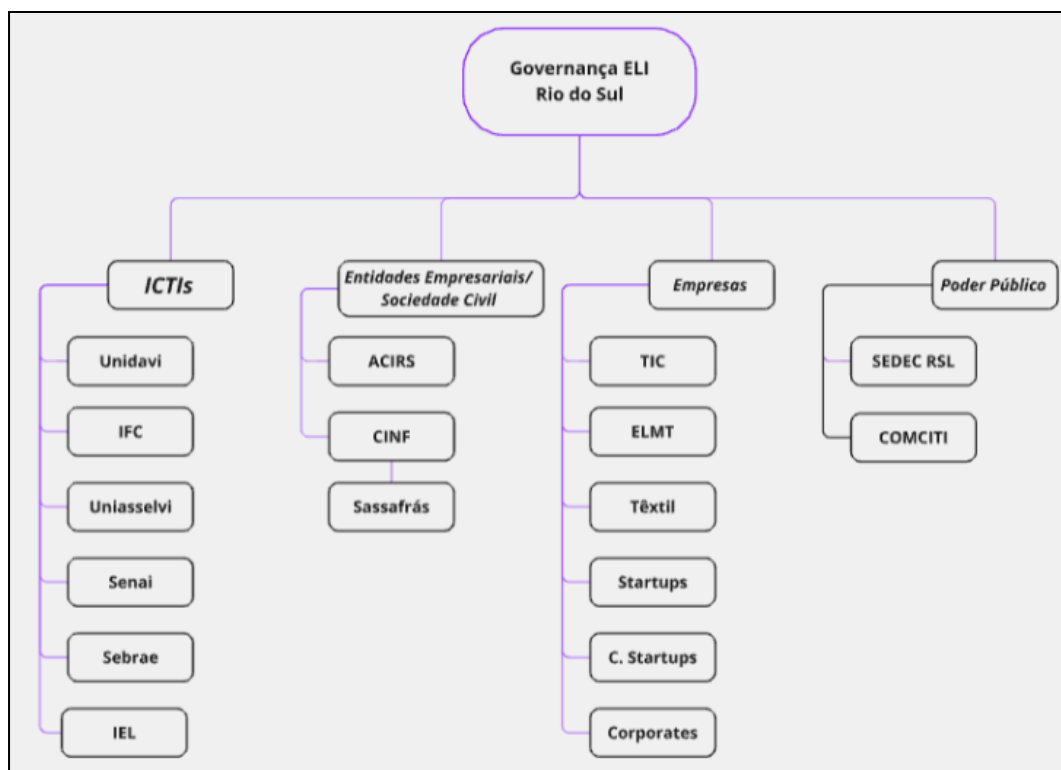 Governança ELI
Rio do Sul
ICTIs
Unidavi
IFC
Uniasselvi
Senai
Sebrae
IEL
Entidades Empresariais/
Sociedade Civil
ACIRS
CINF
Sassafrás
Empresas
TIC
ELMT
Têxtil
Startups
C. Startups
Corporates
Poder Público
SEDEC RSL
COMCITI